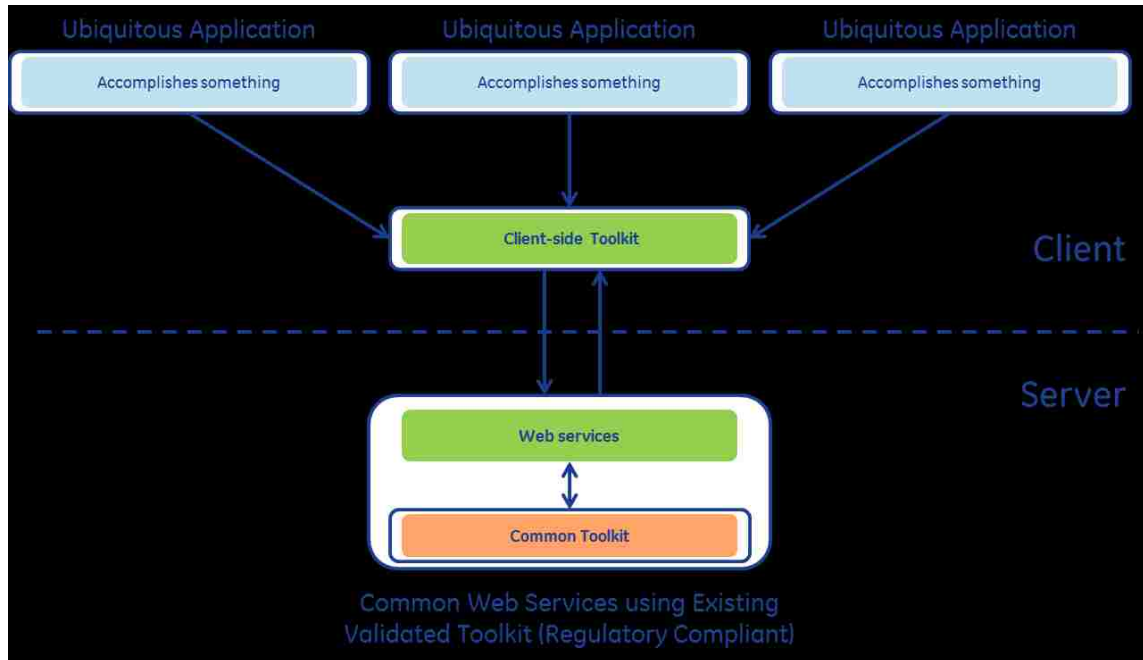 Ubiquitous Application Ubiquitous Application Ubiquitous Application
Accomplishes something Accomplishes something Accomplishes something
Client-side Toolkit
Client
Server
Web services
Common Toolkit
Common Web Services using Existing
Validated Toolkit (Regulatory Compliant)